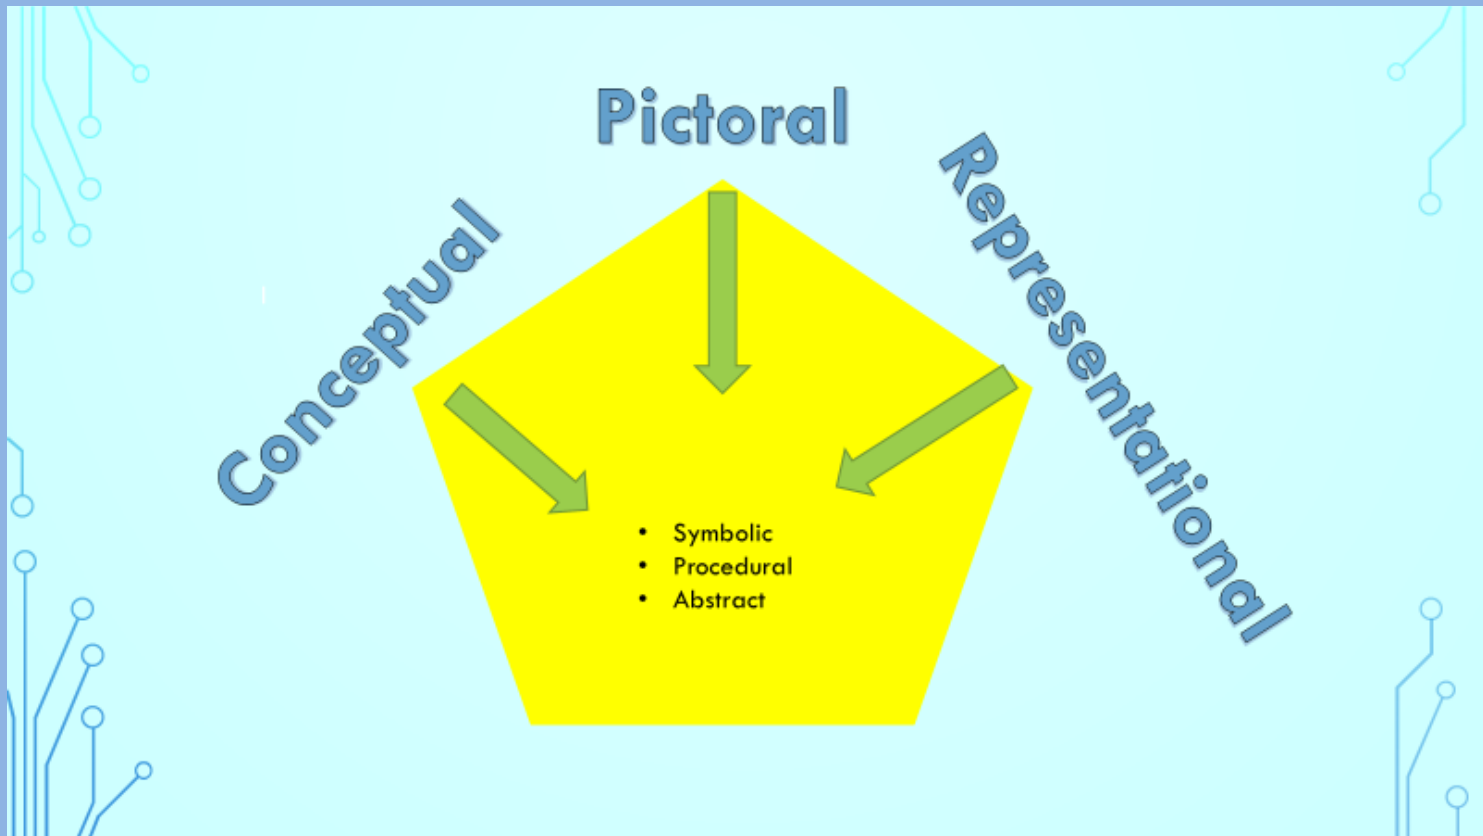 Pictoral
Conceptual
Representational
• Symbolic
• Procedural
• Abstract